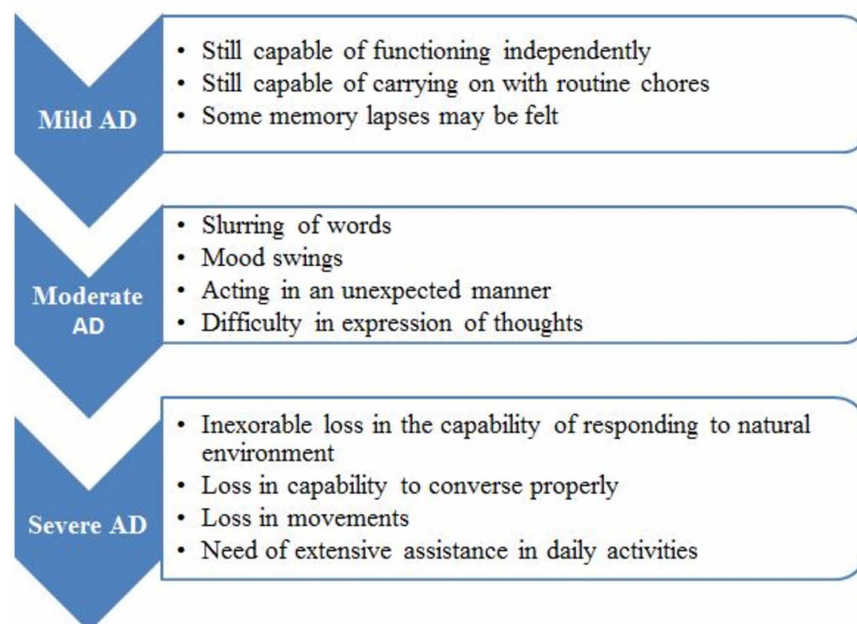 Mild AD
• Still capable of functioning independently
• Still capable of carrying on with routine chores
• Some memory lapses may be felt
Moderate
AD
• Slurring of words
• Mood swings
• Acting in an unexpected manner
• Difficulty in expression of thoughts
Severe AD
• Inexorable loss in the capability of responding to natural
environment
• Loss in capability to converse properly
• Loss in movements
• Need of extensive assistance in daily activities